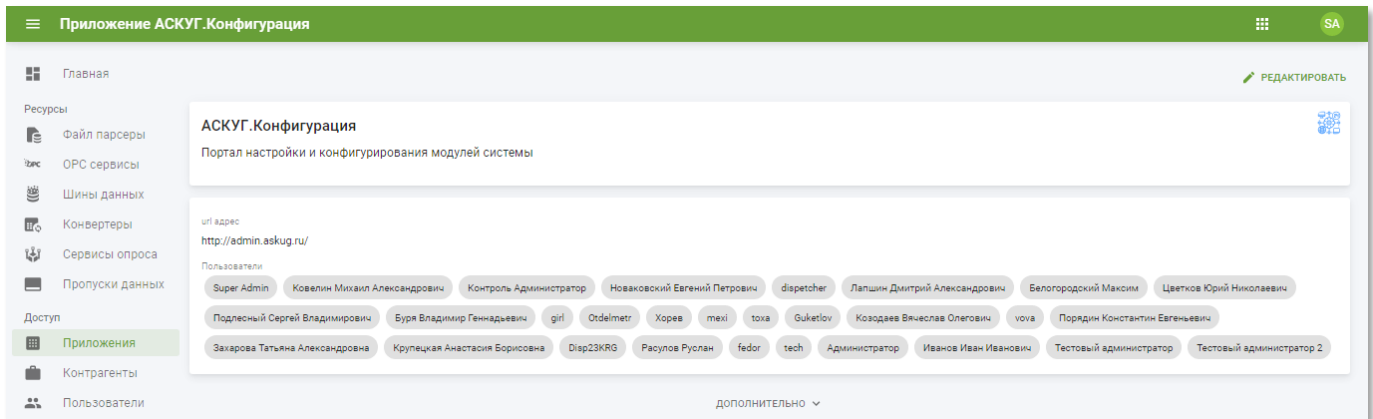 Приложение АСКУГ.Конфигурация
SA
Главная
РЕДАКТИРОВАТЬ
Ресурсы
Файл парсеры
OPC сервисы
Шины данных
Конвертеры
Сервисы опроса
Пропуски данных
Доступ
Приложения
Контрагенты
Пользователи
АСКУГ.Конфигурация
Портал настройки и конфигурирования модулей системы
url адрес
http://admin.askug.ru/
Пользователи
Super Admin Ковелин Михаил Александрович Контроль Администратор Новаковский Евгений Петрович dispetcher Лапшин Дмитрий Александрович Белогородский Максим Цветков Юрий Николаевич
Подлесный Сергей Владимирович Буря Владимир Геннадьевич girl Otdelmetr Хорев mexi toxa Guketlov Козодаев Вячеслав Олегович vova Порядин Константин Евгеньевич
Захарова Татьяна Александровна Крупецкая Анастасия Борисовна Disp23KRG Расулов Руслан fedor tech Администратор Иванов Иван Иванович Тестовый администратор Тестовый администратор 2
ДОПОЛНИТЕЛЬНО